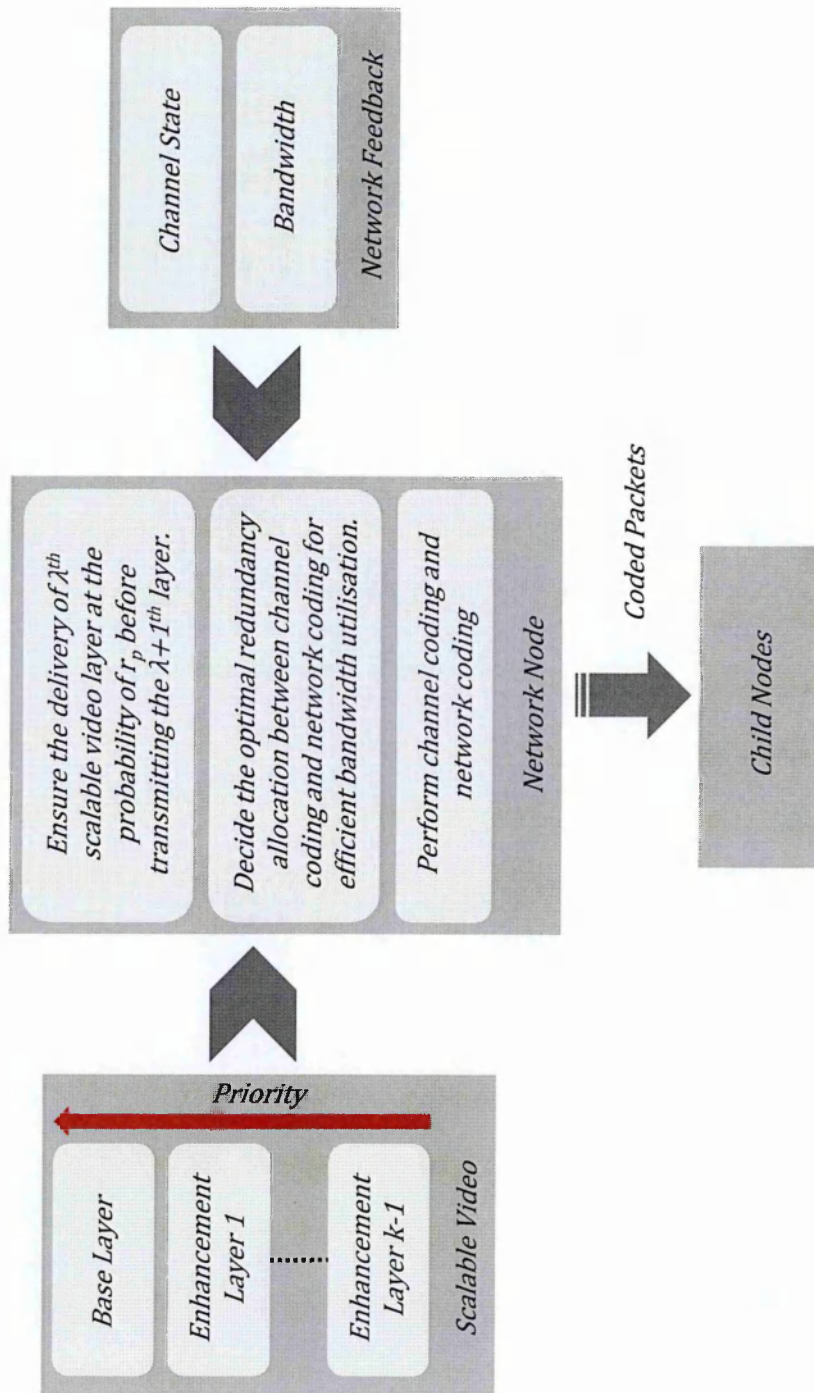 Base Layer
Enhancement
Layer 1
Enhancement
Layer k-1
Priority
Scalable Video
Ensure the delivery of λth
scalable video layer at the
probability of rp before
transmitting the λ+1th layer.
Decide the optimal redundancy
allocation between channel
coding and network coding for
efficient bandwidth utilisation.
Perform channel coding and
network coding
Network Node
Channel State
Bandwidth
Network Feedback
Coded Packets
Child Nodes